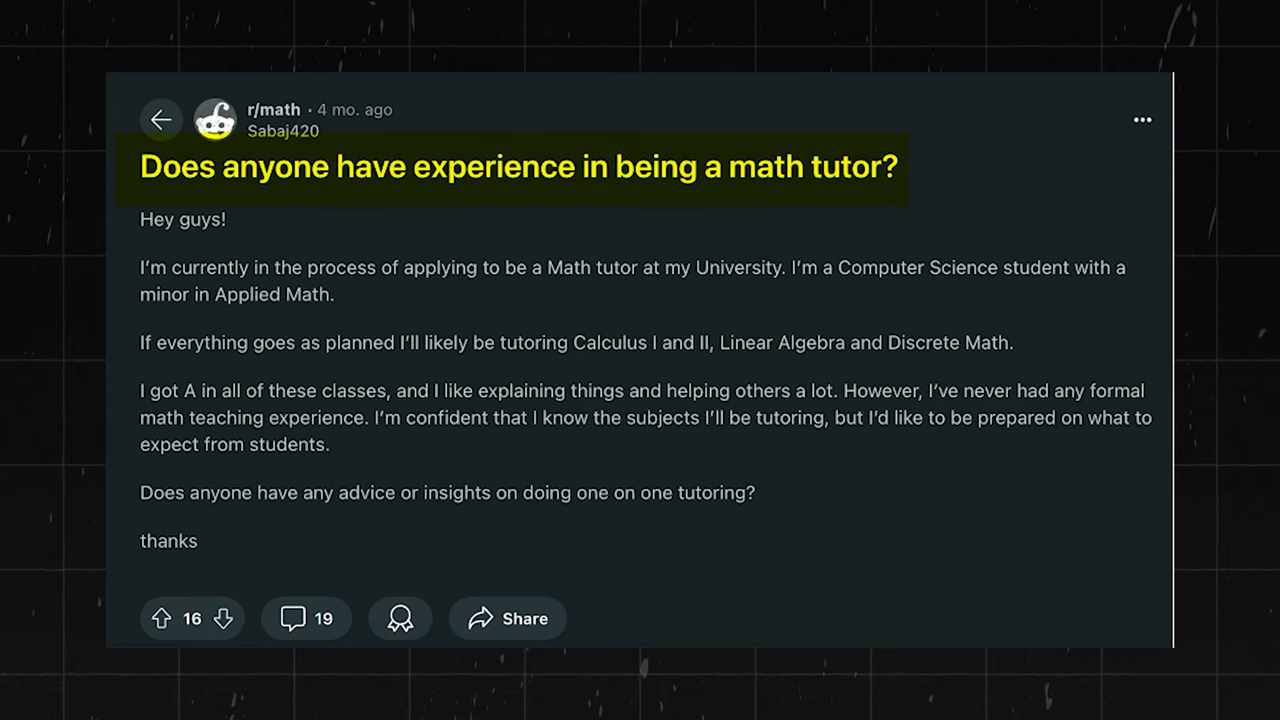 r/math · 4 mo. ago
Sabaj420
Does anyone have experience in being a math tutor?
Hey guys!
I'm currently in the process of applying to be a Math tutor at my University. I'm a Computer Science student with a
minor in Applied Math.
If everything goes as planned I'll likely be tutoring Calculus I and II, Linear Algebra and Discrete Math.
I got A in all of these classes, and I like explaining things and helping others a lot. However, I've never had any formal
math teaching experience. I'm confident that I know the subjects I'll be tutoring, but I'd like to be prepared on what to
expect from students.
Does anyone have any advice or insights on doing one on one tutoring?
thanks
16 19 Share